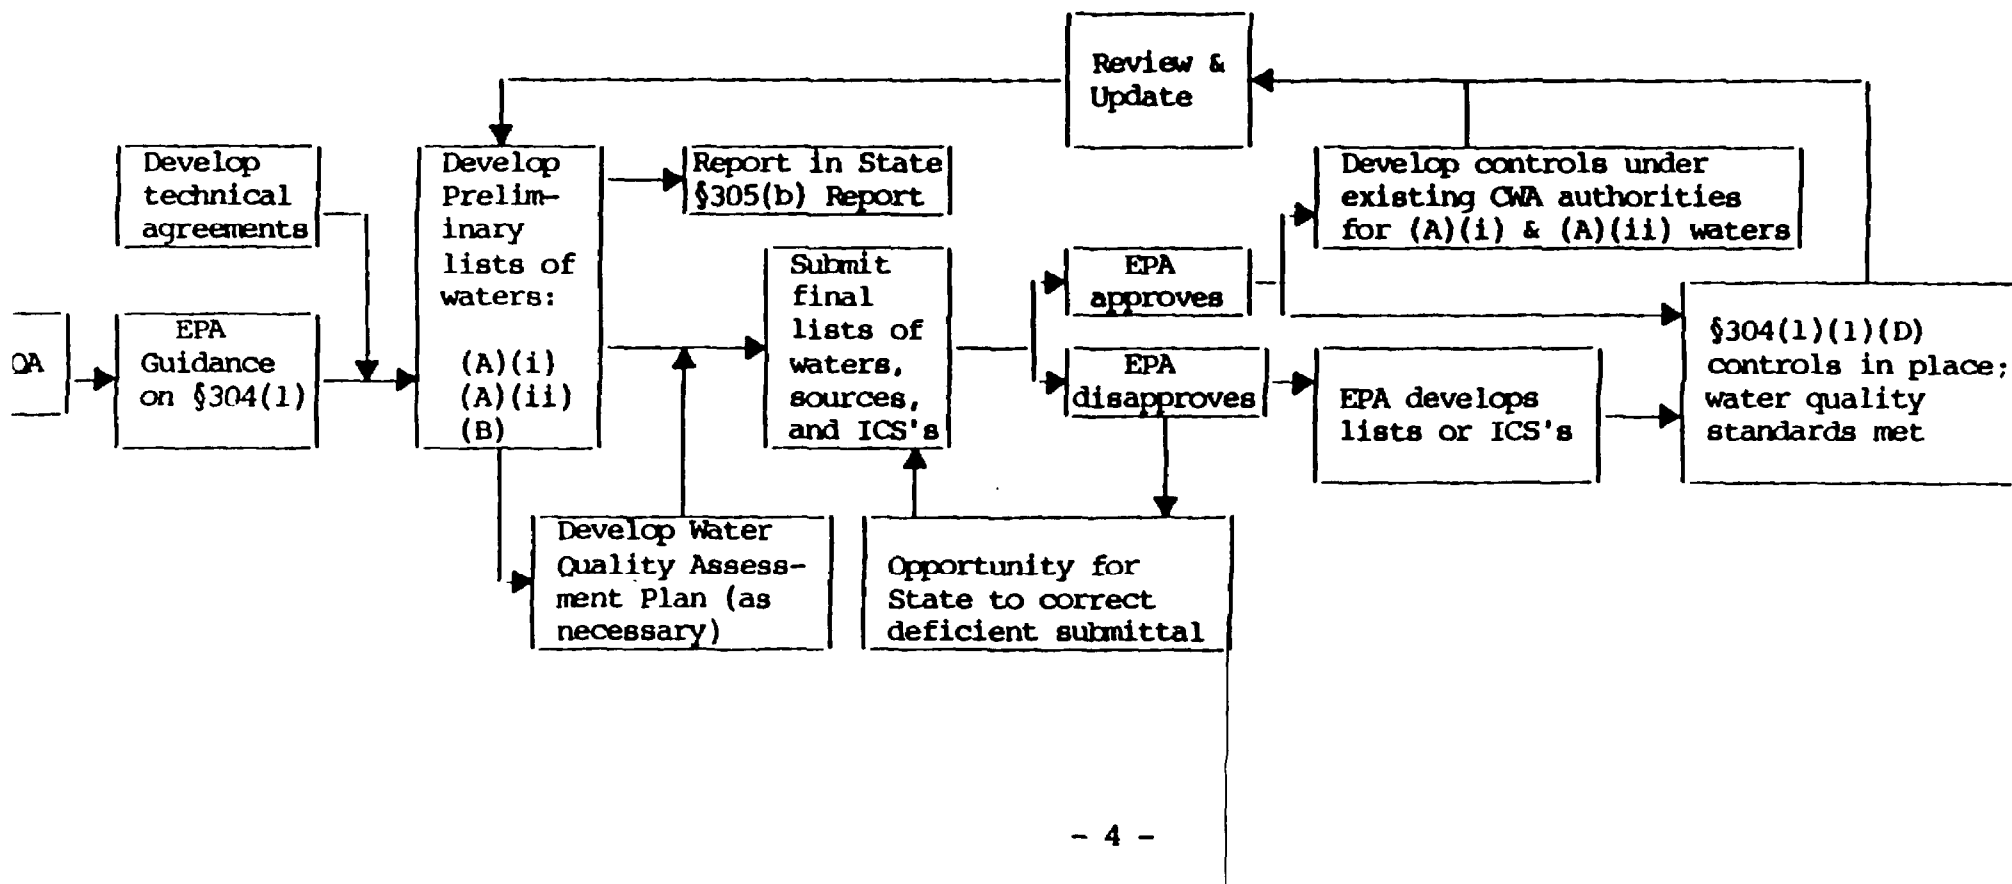 Review &
Update
Develop
technical
agreements
Develop
Prelim-
inary
lists of
waters:
(A)(i)
(A)(ii)
(B)
Report in State
§305(b) Report
Develop controls under
existing CWA authorities
for (A)(i) & (A)(ii) waters
Submit
final
lists of
waters,
sources,
and ICS's
EPA
approves
QA
EPA
Guidance
on §304(l)
EPA
disapproves
EPA develops
lists or ICS's
§304(l)(1)(D)
controls in place;
water quality
standards met
Develop Water
Quality Assess-
ment Plan (as
necessary)
Opportunity for
State to correct
deficient submittal
- 4 -